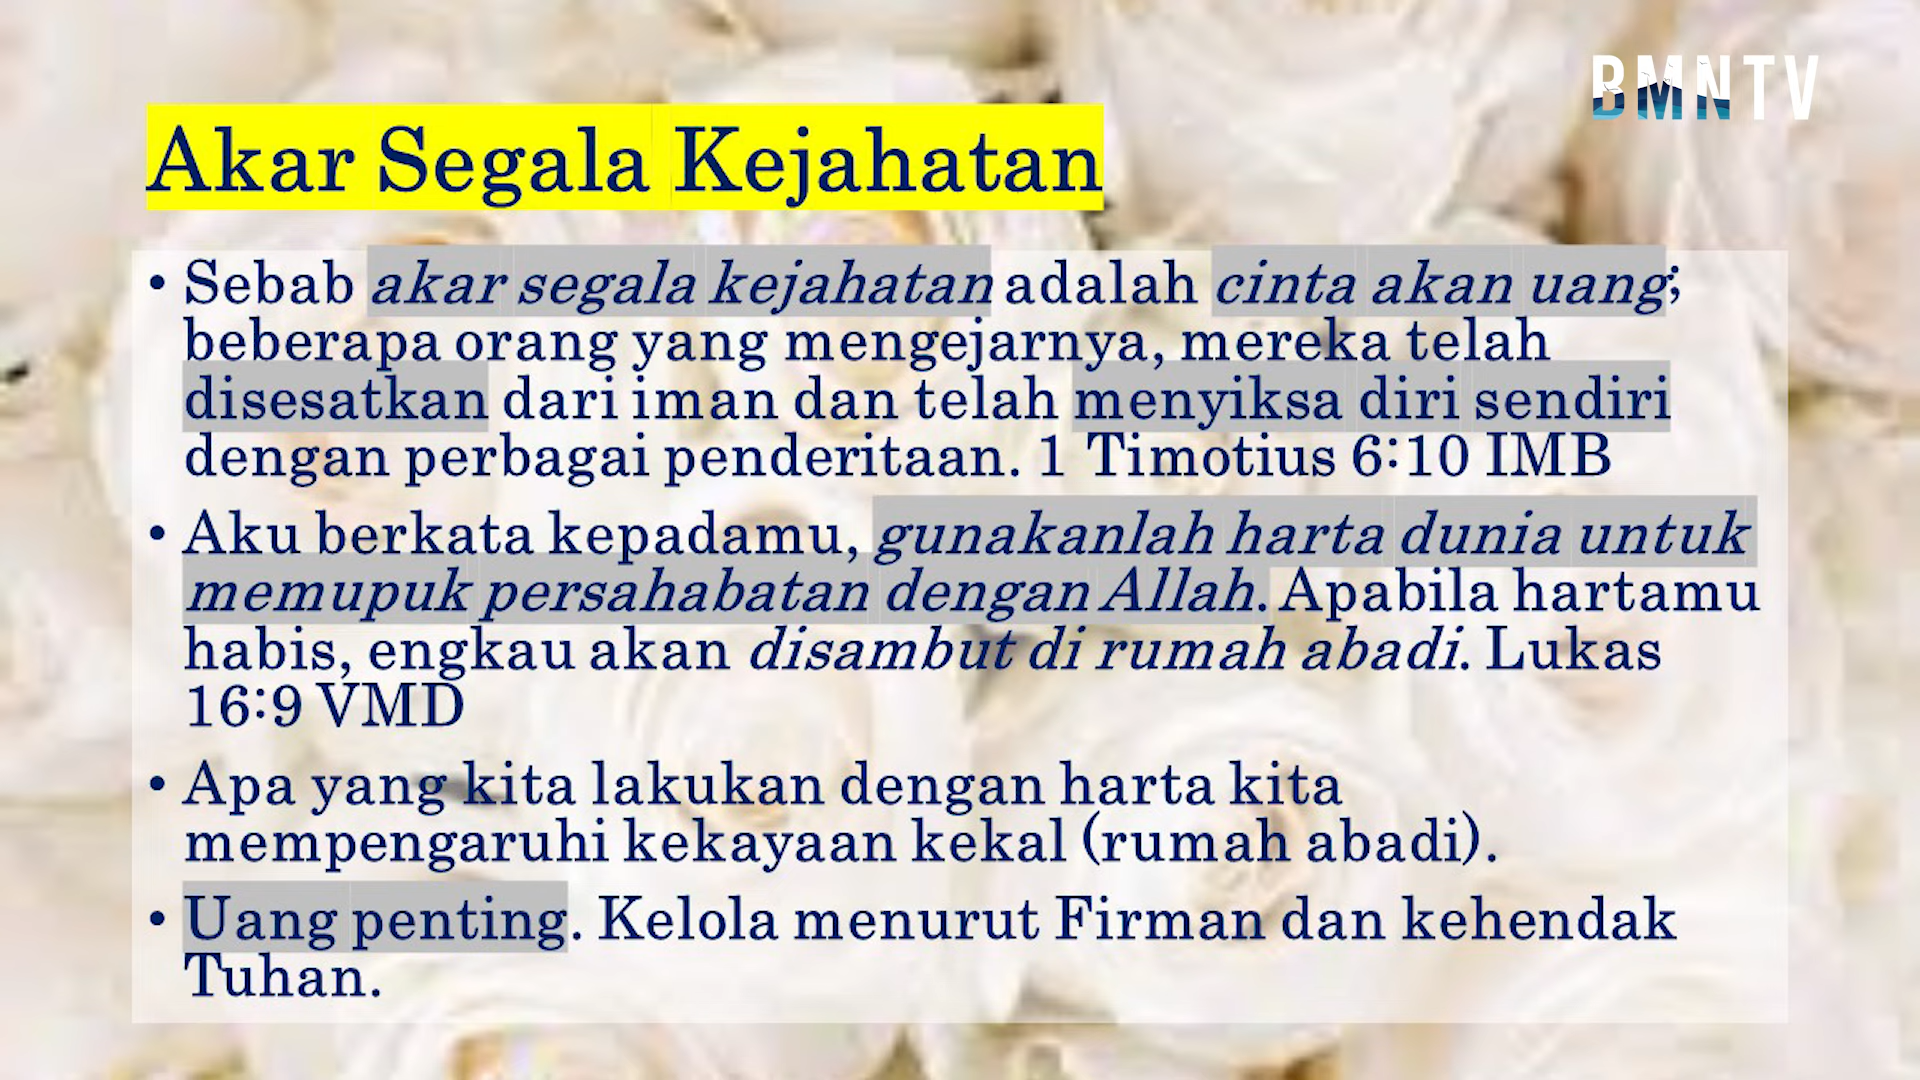 BMNTV
Akar Segala Kejahatan
• Sebab akar segala kejahatan adalah cinta akan uang;
beberapa orang yang mengejarnya, mereka telah
disesatkan dari iman dan telah menyiksa diri sendiri
dengan perbagai penderitaan. 1 Timotius 6:10 IMB
• Aku berkata kepadamu, gunakanlah harta dunia untuk
memupuk persahabatan dengan Allah. Apabila hartamu
habis, engkau akan disambut di rumah abadi. Lukas
16:9 VMD
• Apa yang kita lakukan dengan harta kita
mempengaruhi kekayaan kekal (rumah abadi).
• Uang penting. Kelola menurut Firman dan kehendak
Tuhan.